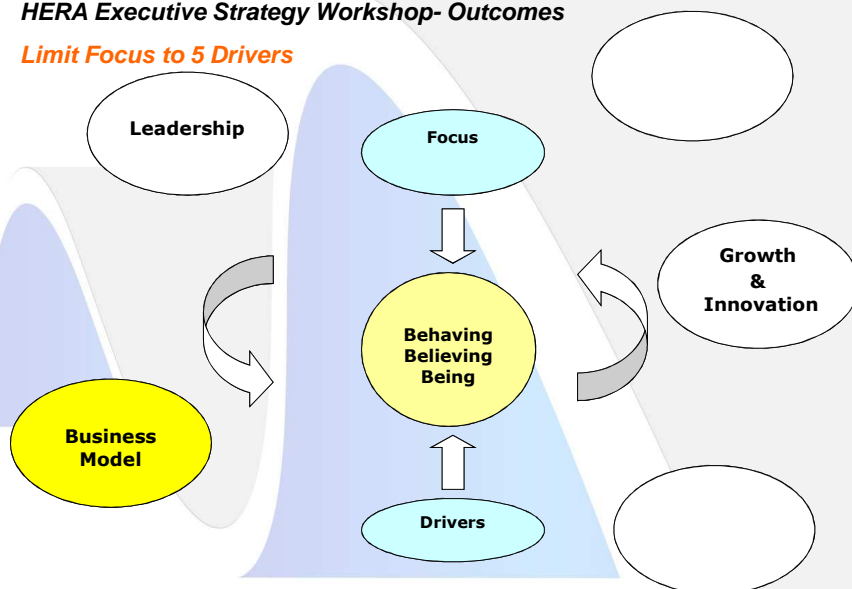 HERA Executive Strategy Workshop- Outcomes
Limit Focus to 5 Drivers
Leadership
Focus
Growth
&
Innovation
Behaving
Believing
Being
Business
Model
Drivers